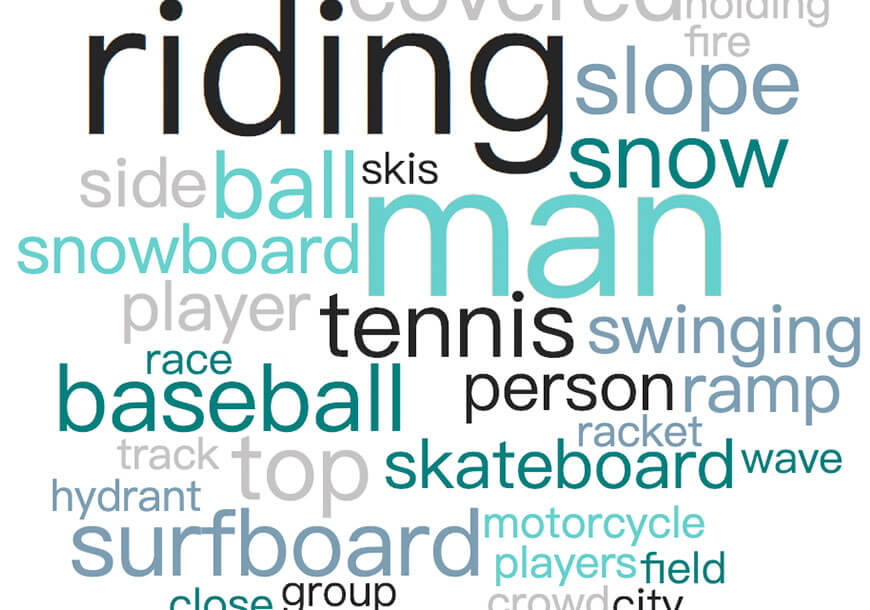 covered
holding
fire
riding
slope
snow
skis
side
ball
man
snowboard
player
tennis
swinging
race
baseball
person
ramp
racket
track
top
skateboard
wave
hydrant
surfboard
motorcycle
players
field
close
group
crowd
city